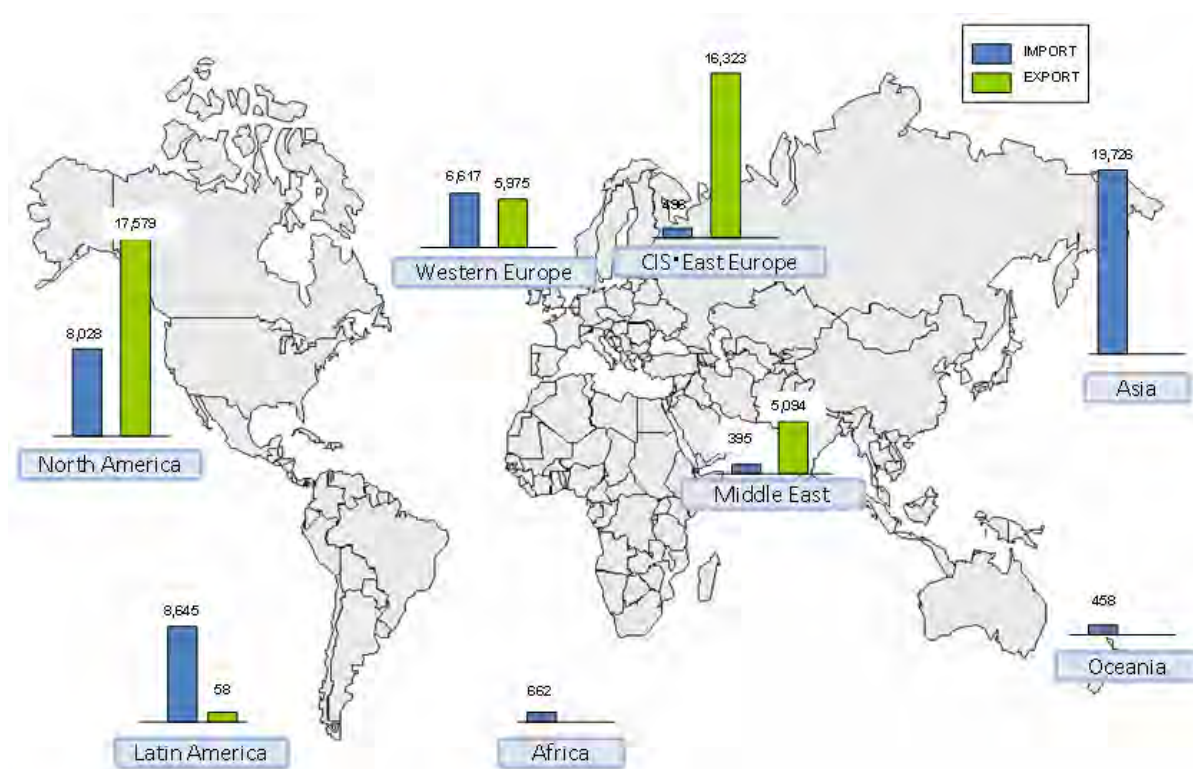 IMPORT
EXPORT
16,323
498
CIS•East Europe
6,617
5,975
Western Europe
19,726
Asia
17,579
8,028
North America
5,094
395
Middle East
458
Oceania
8,645
58
Latin America
662
Africa